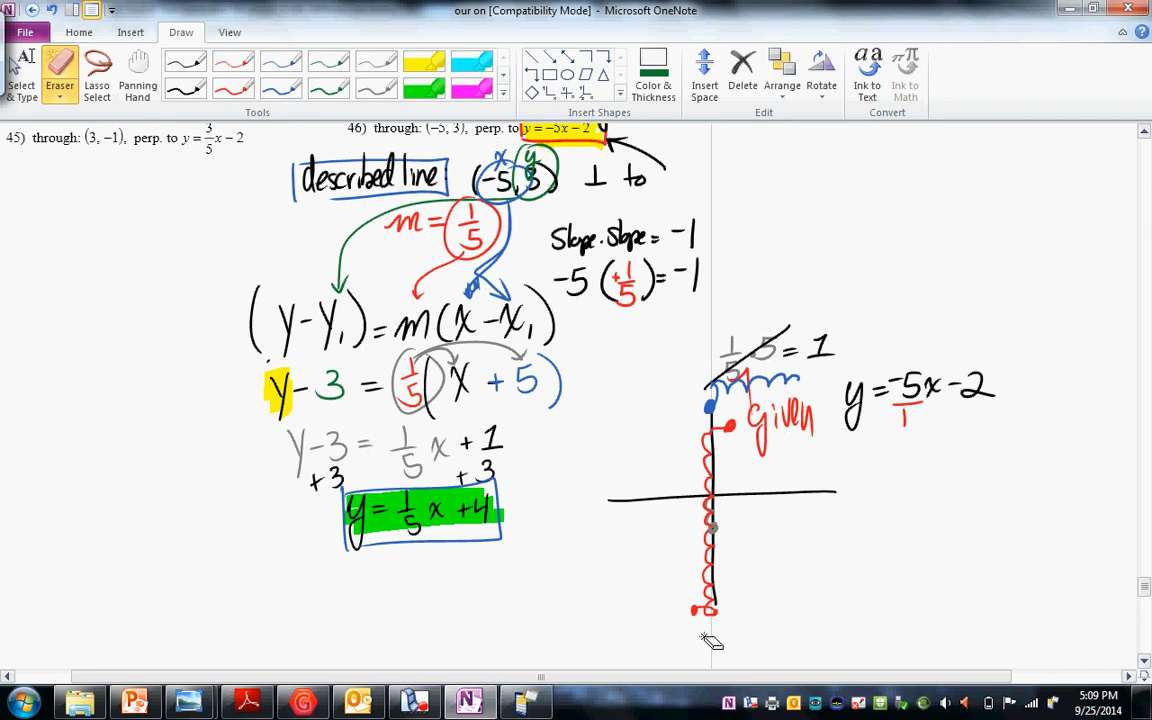 our on [Compatibility Mode] - Microsoft OneNote
File Home Insert Draw View
Select & Type Eraser Lasso Select Panning Hand Color & Thickness Insert Space Delete Arrange Rotate Ink to Text Ink to Math
Tools Insert Shapes Edit Convert
45) through: (3, −1), perp. to y = 3/5 x − 2
46) through: (−5, 3), perp. to y = −5x − 2
x y
described line (-5, 3) ⊥ to
m = 1/5
Slope . Slope = -1
-5 (+1/5) = -1
(y - y₁) = m(x - x₁)
1/5 · 5 = 1
y - 3 = 1/5 (x + 5)
y = -5x - 2
1
given
y - 3 = 1/5 x + 1
+3 +3
y = 1/5 x + 4
5:09 PM
9/25/2014